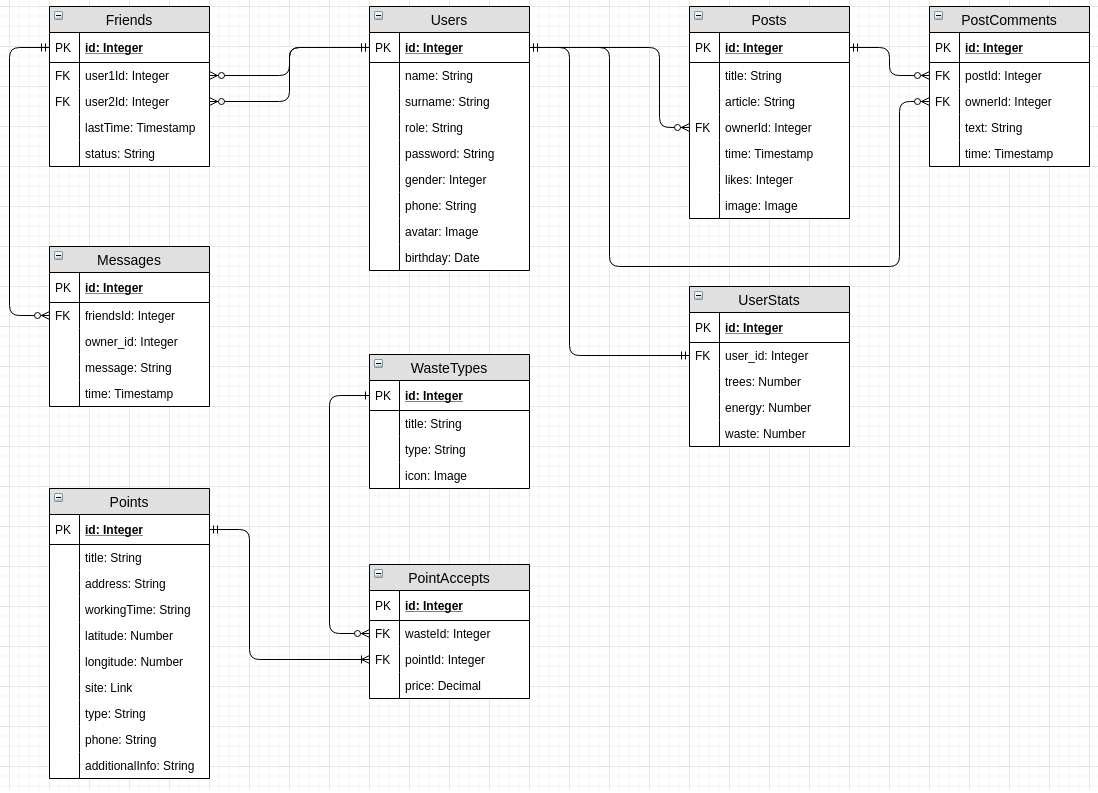 Friends
PK id: Integer
FK user1Id: Integer
FK user2Id: Integer
lastTime: Timestamp
status: String
Users
PK id: Integer
name: String
surname: String
role: String
password: String
gender: Integer
phone: String
avatar: Image
birthday: Date
Posts
PK id: Integer
title: String
article: String
FK ownerId: Integer
time: Timestamp
likes: Integer
image: Image
PostComments
PK id: Integer
FK postId: Integer
FK ownerId: Integer
text: String
time: Timestamp
Messages
PK id: Integer
FK friendsId: Integer
owner_id: Integer
message: String
time: Timestamp
UserStats
PK id: Integer
FK user_id: Integer
trees: Number
energy: Number
waste: Number
WasteTypes
PK id: Integer
title: String
type: String
icon: Image
Points
PK id: Integer
title: String
address: String
workingTime: String
latitude: Number
longitude: Number
site: Link
type: String
phone: String
additionalInfo: String
PointAccepts
PK id: Integer
FK wasteId: Integer
FK pointId: Integer
price: Decimal